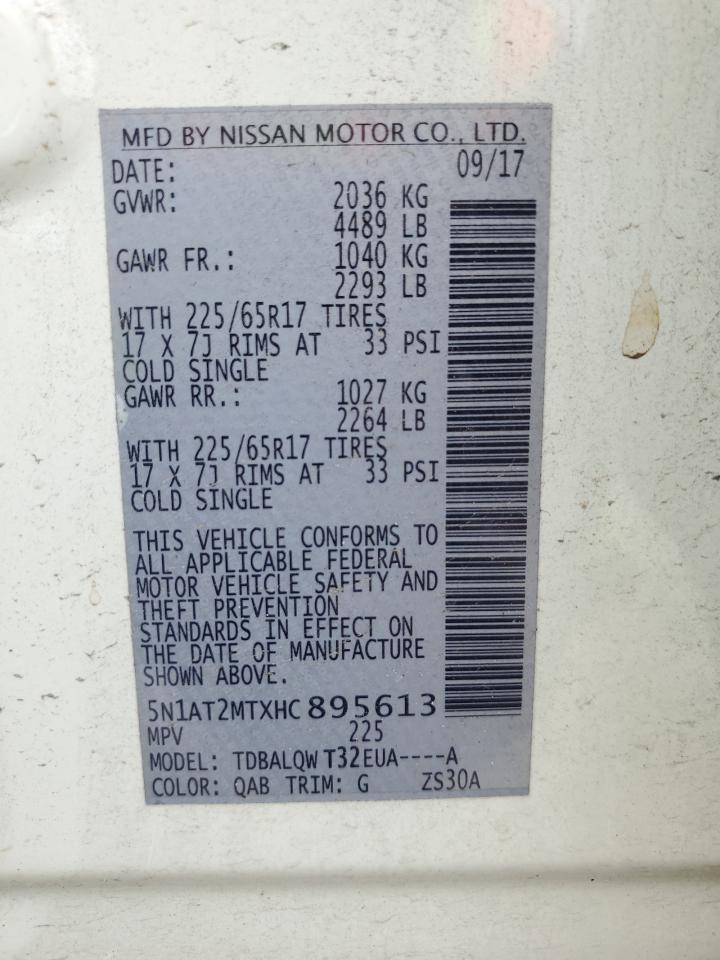 MFD BY NISSAN MOTOR CO., LTD.
DATE: 09/17
GVWR: 2036 KG
4489 LB
GAWR FR.: 1040 KG
2293 LB
WITH 225/65R17 TIRES
17 X 7J RIMS AT 33 PSI
COLD SINGLE
GAWR RR.: 1027 KG
2264 LB
WITH 225/65R17 TIRES
17 X 7J RIMS AT 33 PSI
COLD SINGLE
THIS VEHICLE CONFORMS TO
ALL APPLICABLE FEDERAL
MOTOR VEHICLE SAFETY AND
THEFT PREVENTION
STANDARDS IN EFFECT ON
THE DATE OF MANUFACTURE
SHOWN ABOVE.
5N1AT2MTXHC895613
MPV 225
MODEL: TDBALQW T32EUA----A
COLOR: QAB TRIM: G ZS30A